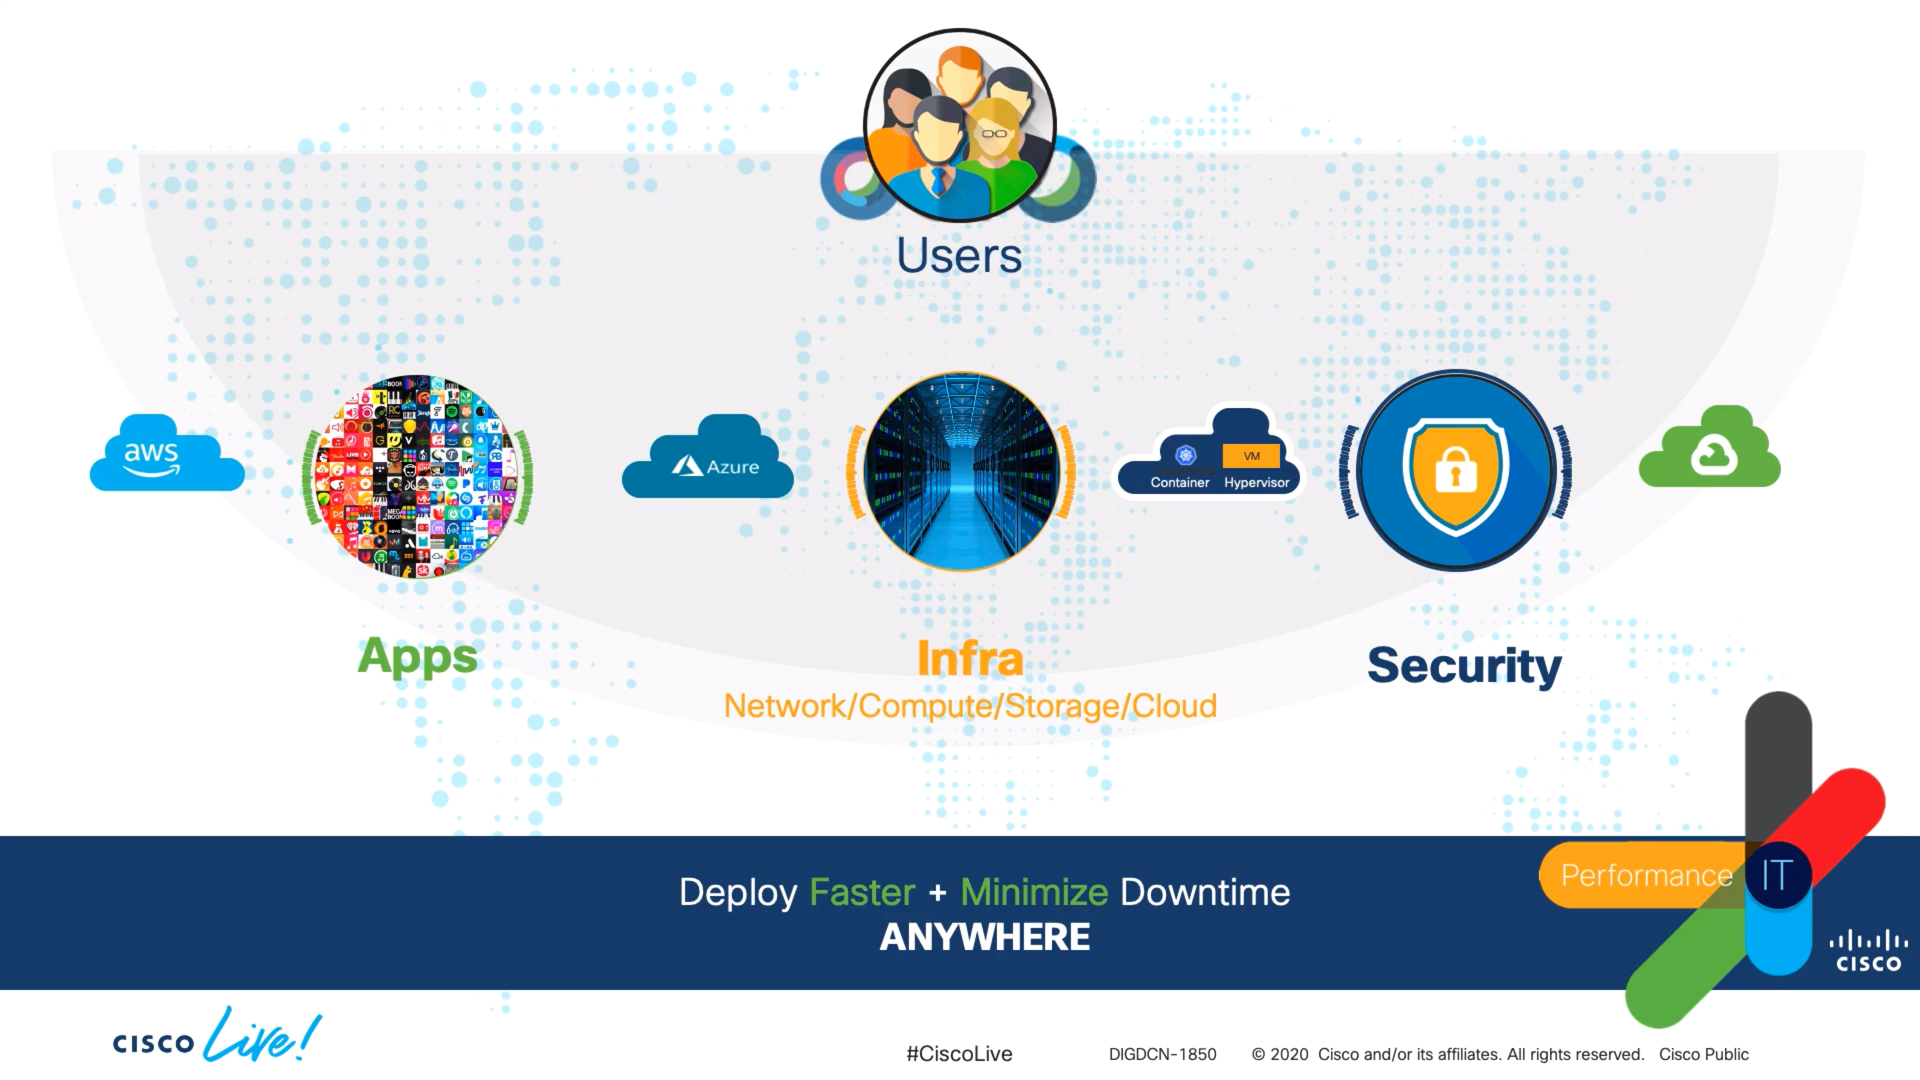 Users
aws
Azure
VM
Container Hypervisor
Apps
Infra
Network/Compute/Storage/Cloud
Security
Deploy Faster + Minimize Downtime
ANYWHERE
Performance IT
CISCO
CISCO Live!
#CiscoLive
DIGDCN-1850
© 2020 Cisco and/or its affiliates. All rights reserved. Cisco Public